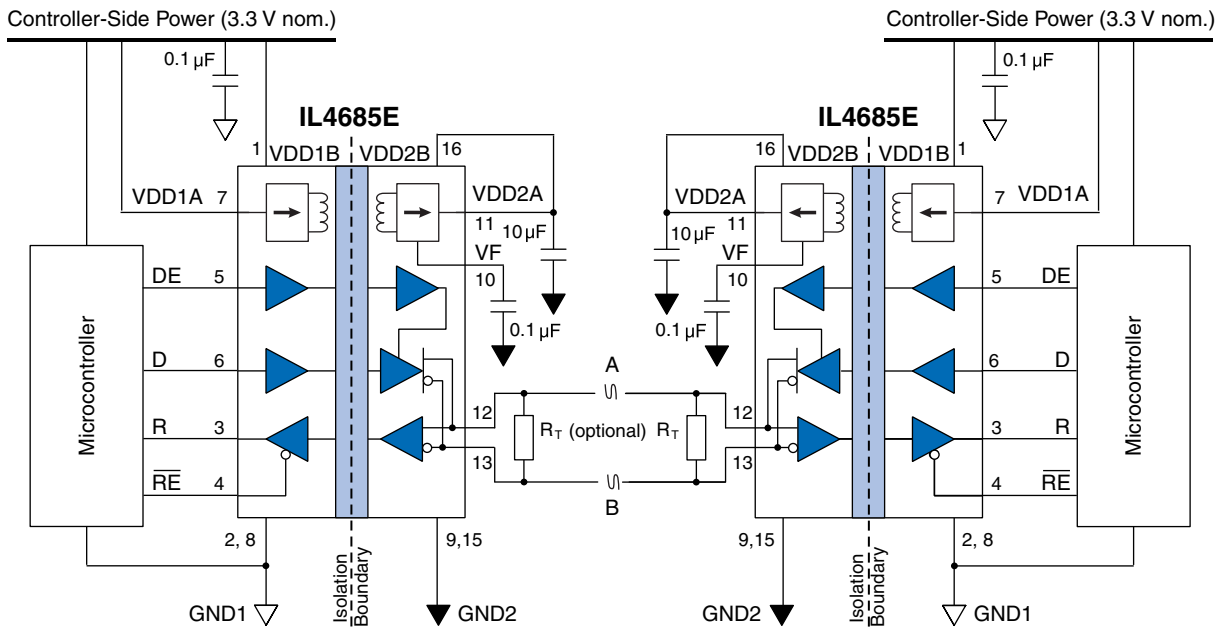 Controller-Side Power (3.3 V nom.)
Controller-Side Power (3.3 V nom.)
0.1 µF
0.1 µF
IL4685E
IL4685E
1
VDD1B
VDD2B
16
16
VDD2B
VDD1B
1
VDD1A
7
VDD2A
VDD2A
7
VDD1A
11
11
10 µF
10 µF
VF
VF
10
10
DE
5
5
DE
0.1 µF
0.1 µF
D
6
6
D
A
12
12
R
3
RT (optional)
RT
3
R
13
13
RE
4
4
RE
B
Microcontroller
Microcontroller
2, 8
9,15
9,15
2, 8
Isolation
Boundary
Isolation
Boundary
GND1
GND2
GND2
GND1